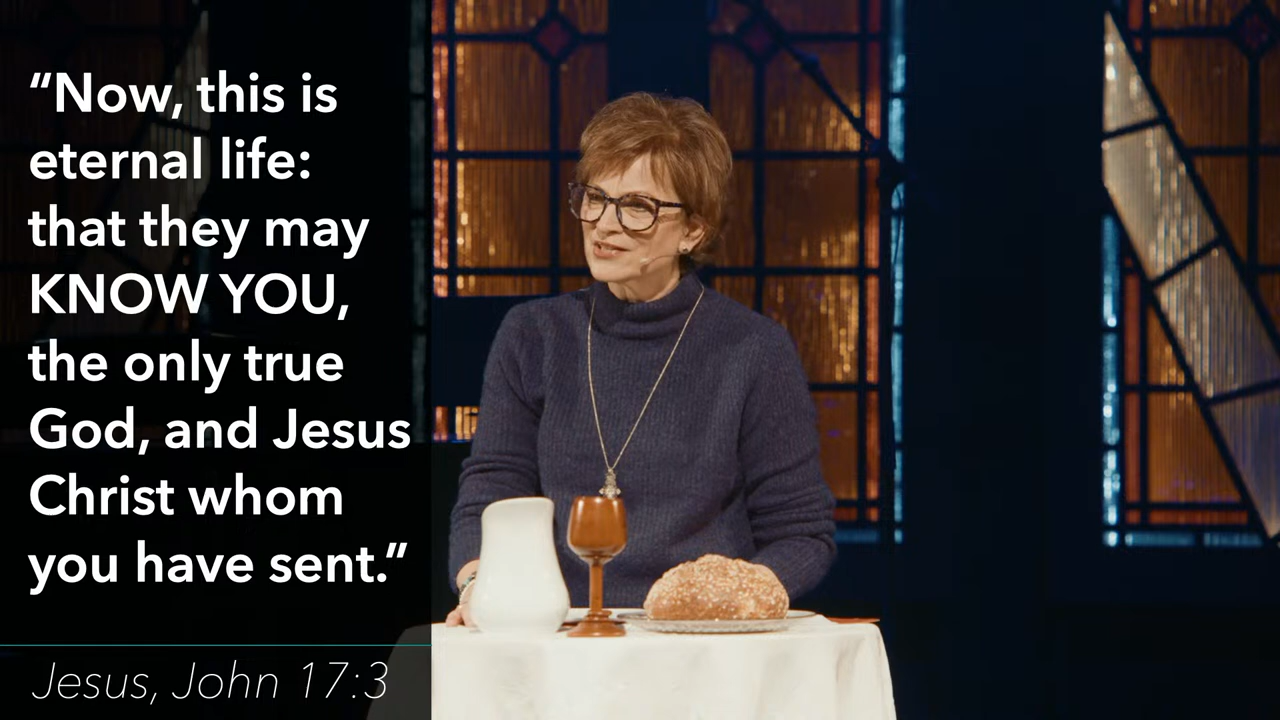 “Now, this is
eternal life:
that they may
KNOW YOU,
the only true
God, and Jesus
Christ whom
you have sent.”
Jesus, John 17:3